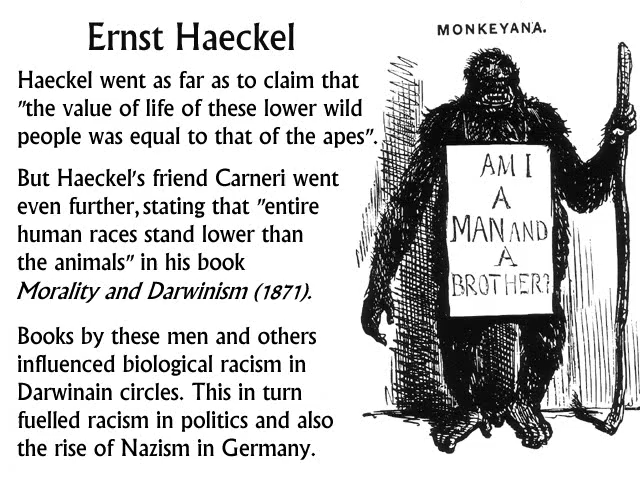 Ernst Haeckel
Haeckel went as far as to claim that
"the value of life of these lower wild
people was equal to that of the apes".
But Haeckel's friend Carneri went
even further, stating that "entire
human races stand lower than
the animals" in his book
Morality and Darwinism (1871).
Books by these men and others
influenced biological racism in
Darwinain circles. This in turn
fuelled racism in politics and also
the rise of Nazism in Germany.
MONKEYANA.
AM I
A
MAN AND
A
BROTHER?